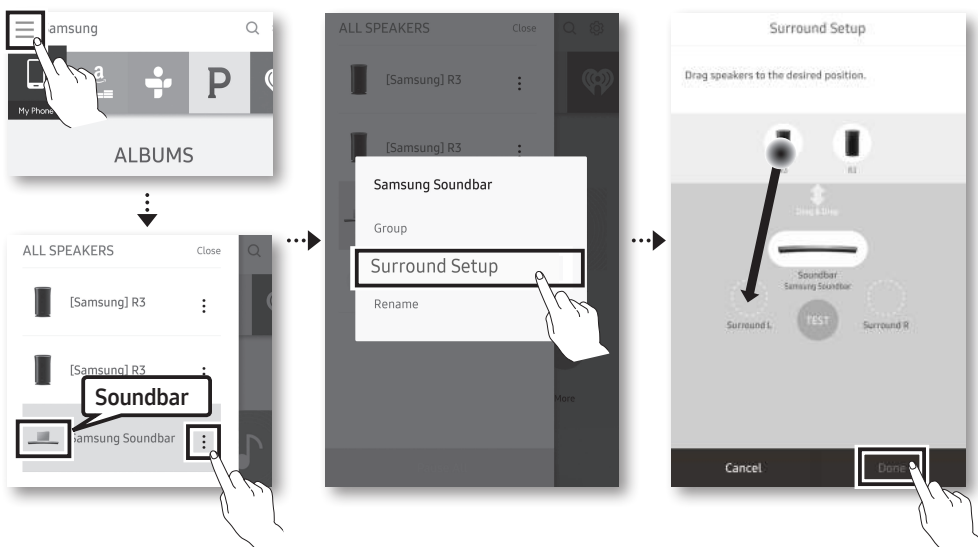 amsung
a
P
My Phone
ALBUMS
ALL SPEAKERS Close
[Samsung] R3
[Samsung] R3
Soundbar
Samsung Soundbar
ALL SPEAKERS Close
[Samsung] R3
[Samsung] R3
Samsung Soundbar
Group
Surround Setup
Rename
More
Surround Setup
Drag speakers to the desired position.
R3
Drag & Drop
Soundbar
Samsung Soundbar
Surround L
TEST
Surround R
Cancel
Done